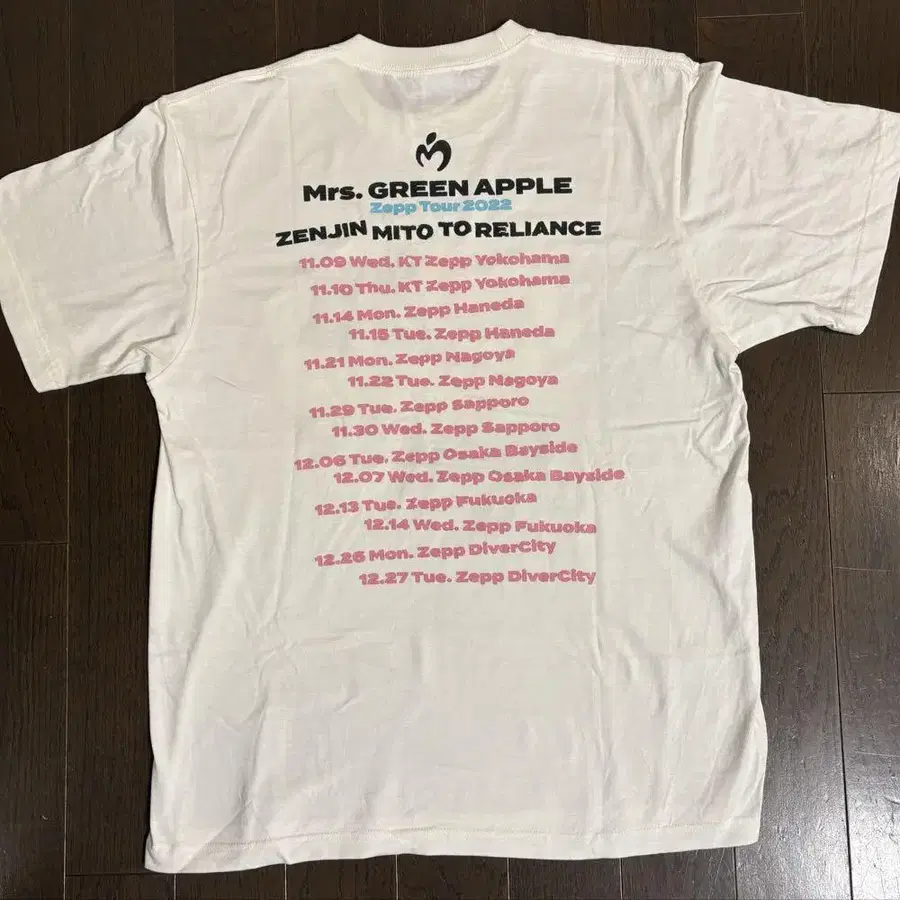 Mrs. GREEN APPLE
Zepp Tour 2022
ZENJIN MITO TO RELIANCE
11.09 Wed. KT Zepp Yokohama
11.10 Thu. KT Zepp Yokohama
11.14 Mon. Zepp Haneda
11.15 Tue. Zepp Haneda
11.21 Mon. Zepp Nagoya
11.22 Tue. Zepp Nagoya
11.29 Tue. Zepp Sapporo
11.30 Wed. Zepp Sapporo
12.06 Tue. Zepp Osaka Bayside
12.07 Wed. Zepp Osaka Bayside
12.13 Tue. Zepp Fukuoka
12.14 Wed. Zepp Fukuoka
12.26 Mon. Zepp DiverCity
12.27 Tue. Zepp DiverCity